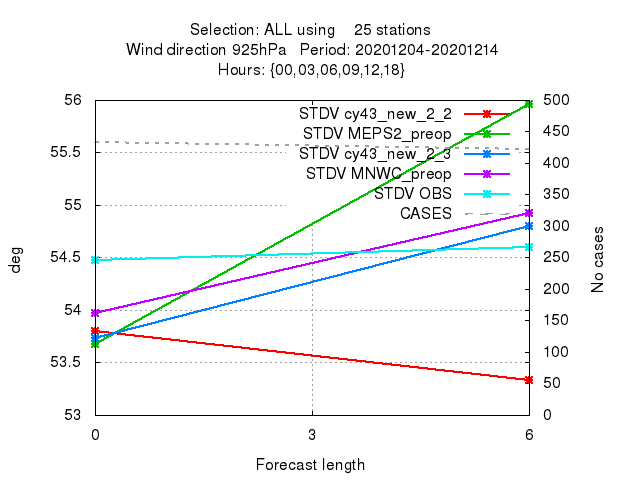 Selection: ALL using    25 stations
Wind direction 925hPa   Period: 20201204-20201214
Hours: {00,03,06,09,12,18}
STDV cy43_new_2_2
STDV MEPS2_preop
STDV cy43_new_2_3
STDV MNWC_preop
STDV OBS
CASES
56
55.5
55
54.5
54
53.5
53
deg
500
450
400
350
300
250
200
150
100
50
0
No cases
0 3 6
Forecast length